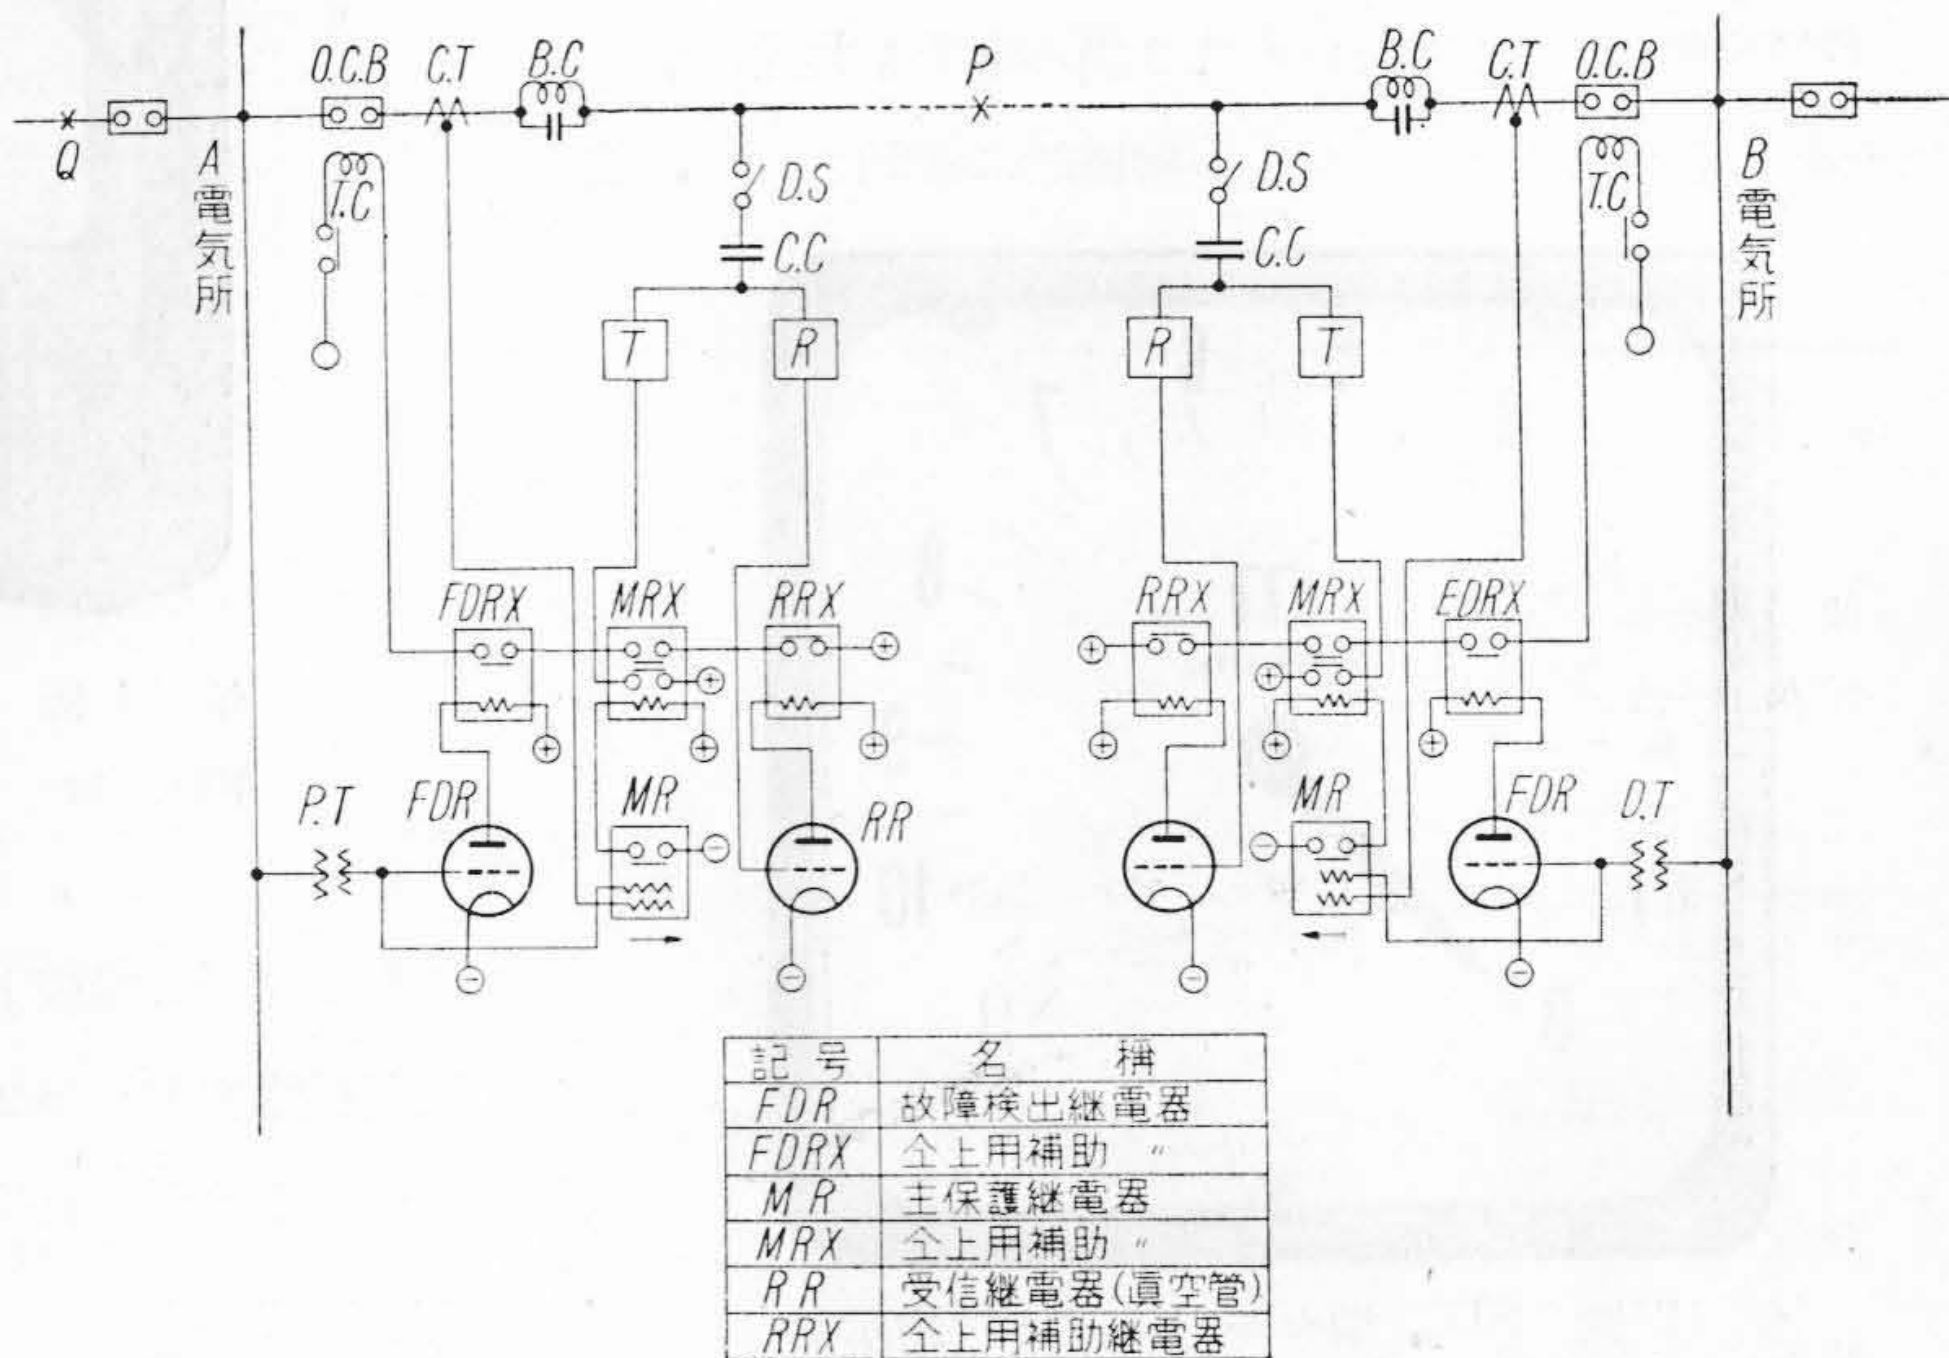 O.C.B C.T B.C P B.C C.T O.C.B
Q
A電気所
T.C
D.S
C.C
D.S
C.C
T.C
B電気所
T R R T
FDRX MRX RRX RRX MRX EDRX
⊕ ⊕
⊕ ⊕
⊕ ⊕ ⊕ ⊕ ⊕ ⊕
P.T FDR MR RR MR FDR D.T
⊖ ⊖
⊖ ⊖ ⊖ ⊖
記号 名稱
FDR 故障検出継電器
FDRX 仝上用補助 〃
MR 主保護継電器
MRX 仝上用補助 〃
RR 受信継電器(眞空管)
RRX 仝上用補助継電器